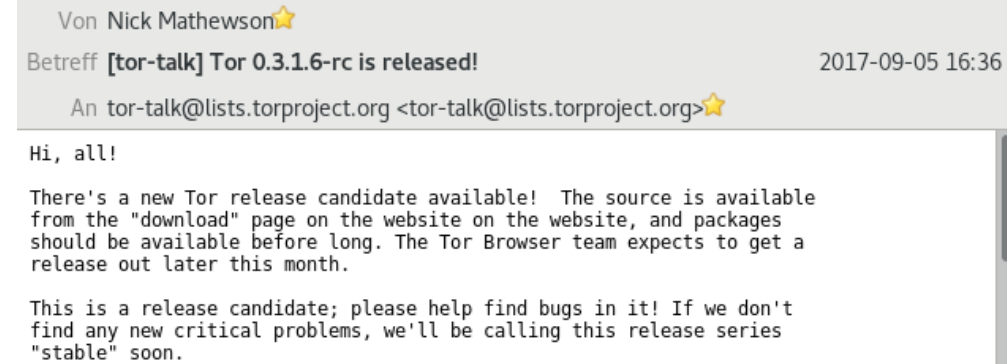 Von Nick Mathewson
Betreff [tor-talk] Tor 0.3.1.6-rc is released! 2017-09-05 16:36
An tor-talk@lists.torproject.org <tor-talk@lists.torproject.org>
Hi, all!
There's a new Tor release candidate available!  The source is available
from the "download" page on the website on the website, and packages
should be available before long. The Tor Browser team expects to get a
release out later this month.
This is a release candidate; please help find bugs in it! If we don't
find any new critical problems, we'll be calling this release series
"stable" soon.